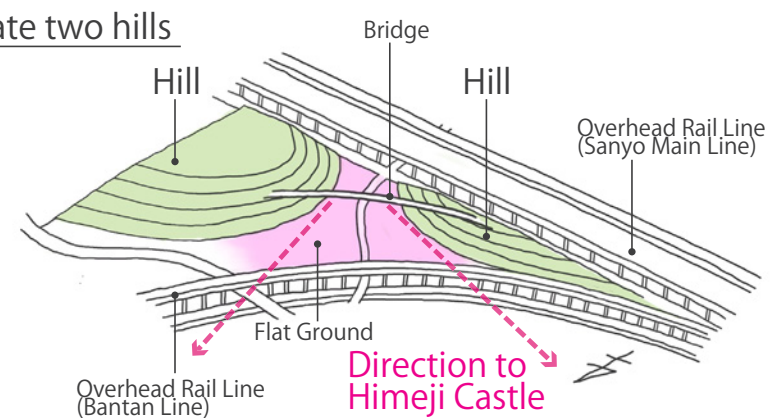 ate two hills
Bridge
Hill
Hill
Overhead Rail Line
(Sanyo Main Line)
Flat Ground
Direction to
Himeji Castle
Overhead Rail Line
(Bantan Line)